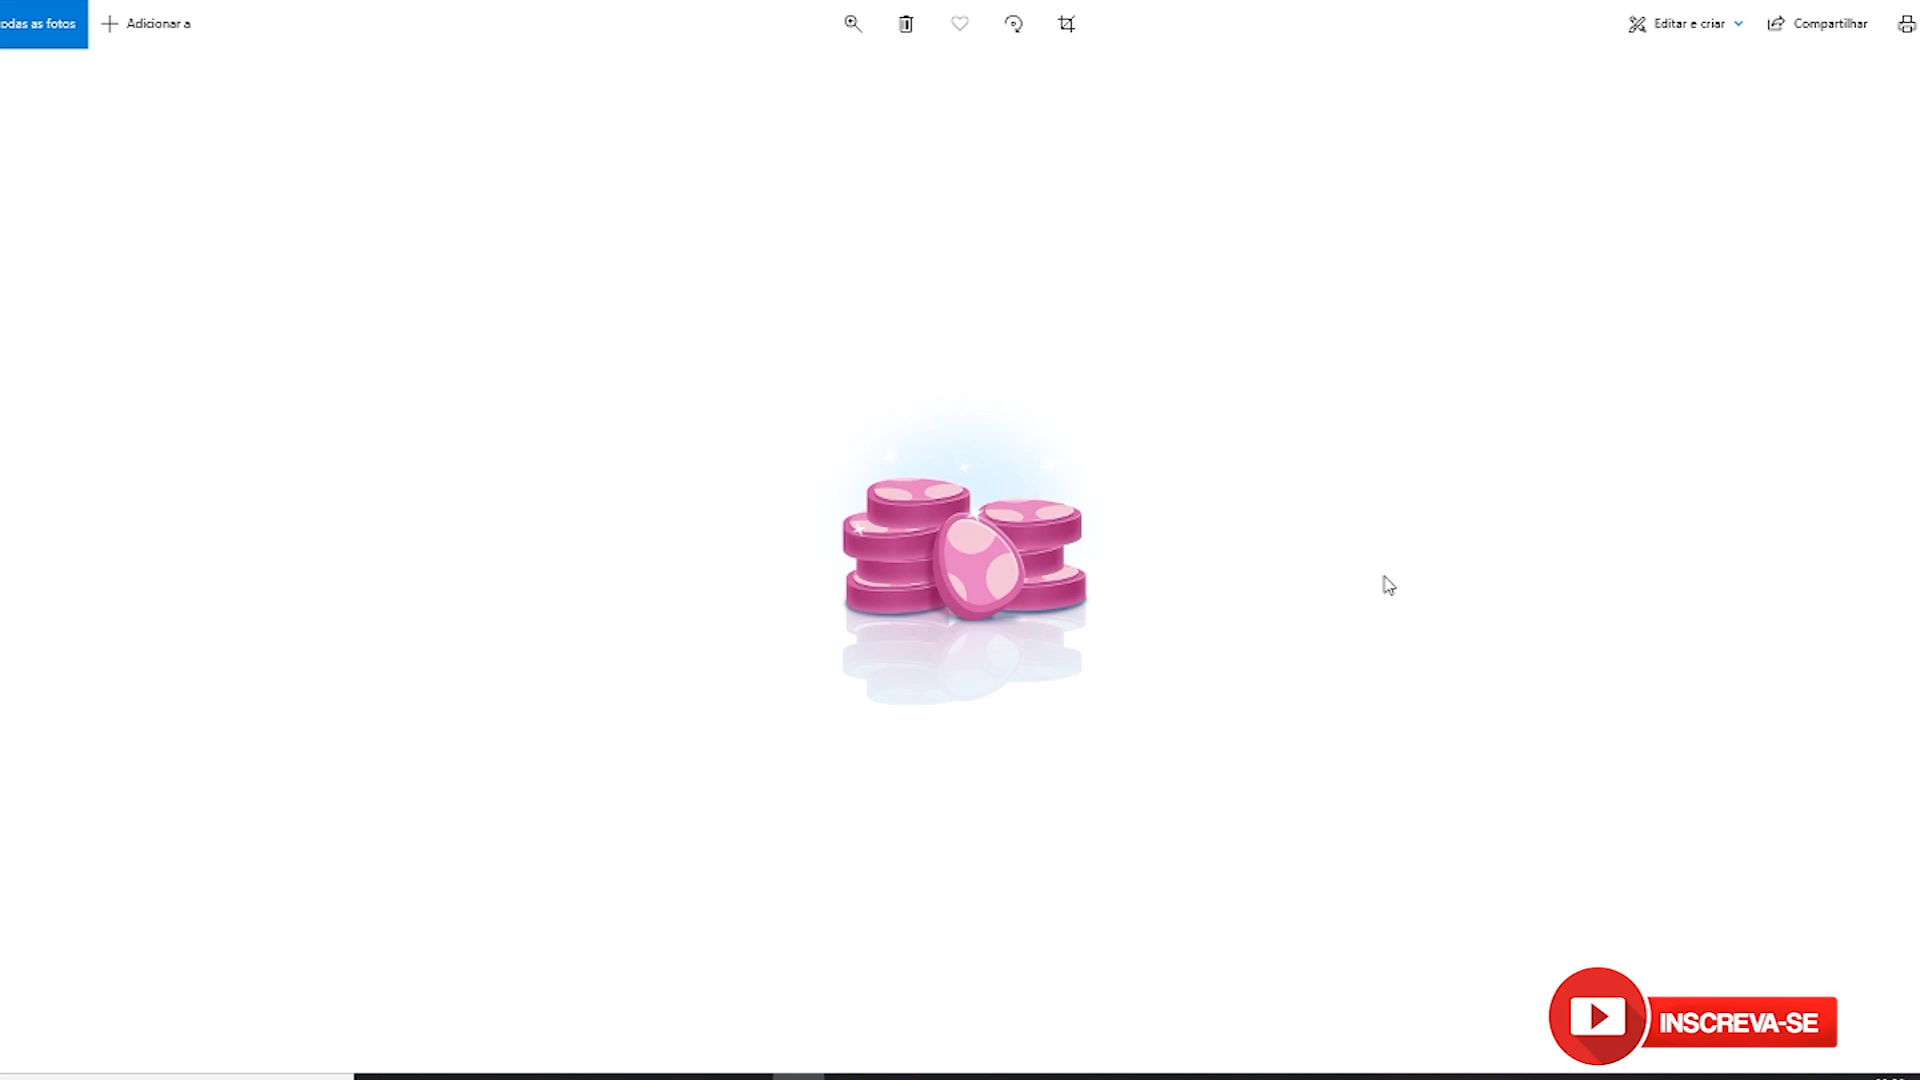 odas as fotos
Adicionar a
Editar e criar
Compartilhar
INSCREVA-SE